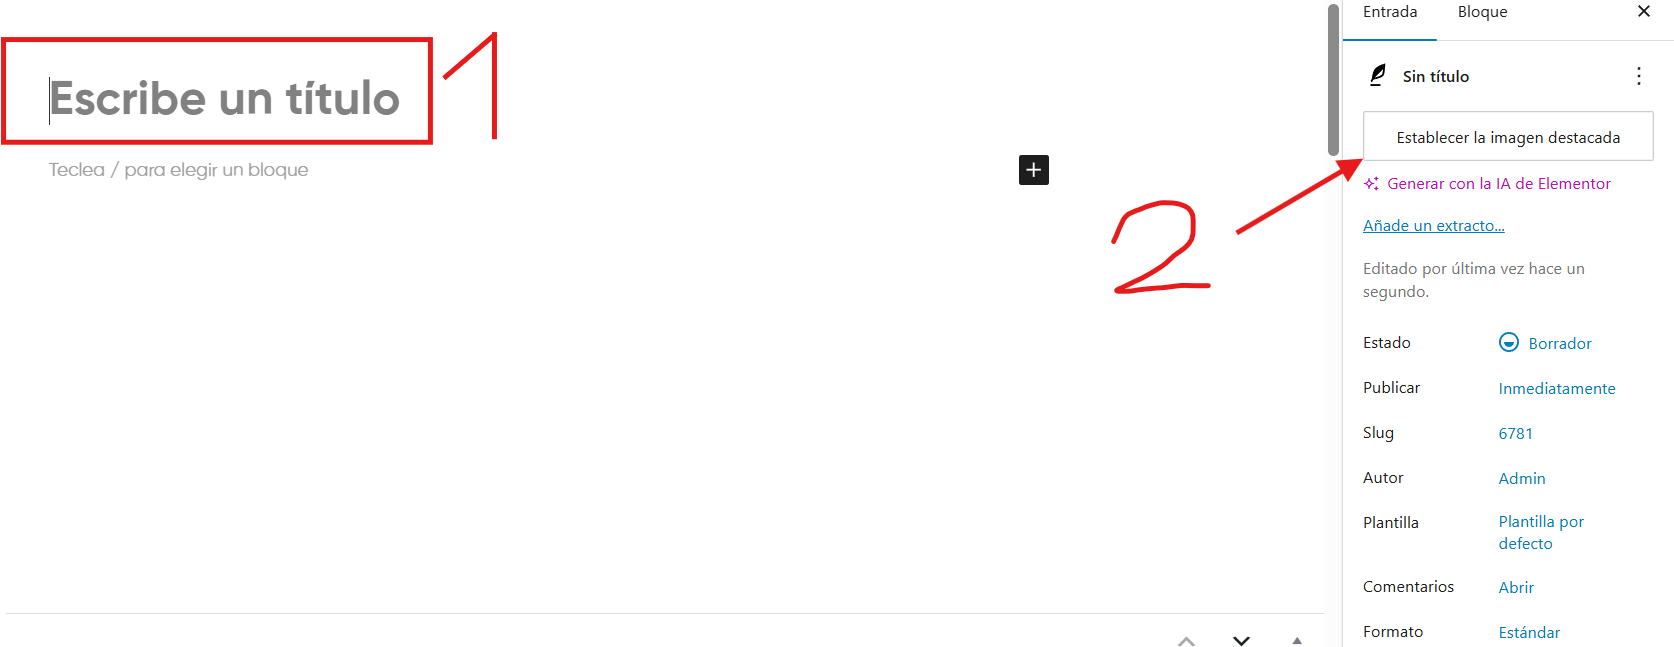 Escribe un título
1
Teclea / para elegir un bloque
+
2
Entrada
Bloque
Sin título
Establecer la imagen destacada
Generar con la IA de Elementor
Añade un extracto...
Editado por última vez hace un
segundo.
Estado Borrador
Publicar Inmediatamente
Slug 6781
Autor Admin
Plantilla Plantilla por
defecto
Comentarios Abrir
Formato Estándar